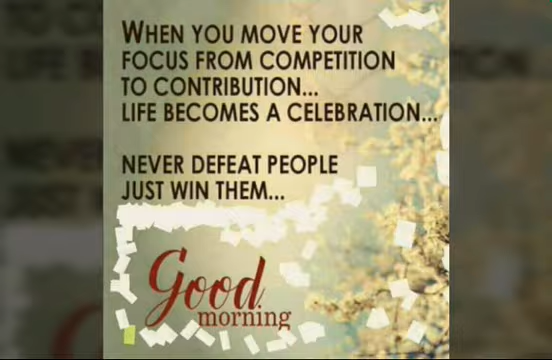 WHEN YOU MOVE YOUR
FOCUS FROM COMPETITION
TO CONTRIBUTION...
LIFE BECOMES A CELEBRATION...
NEVER DEFEAT PEOPLE
JUST WIN THEM...
Good
morning